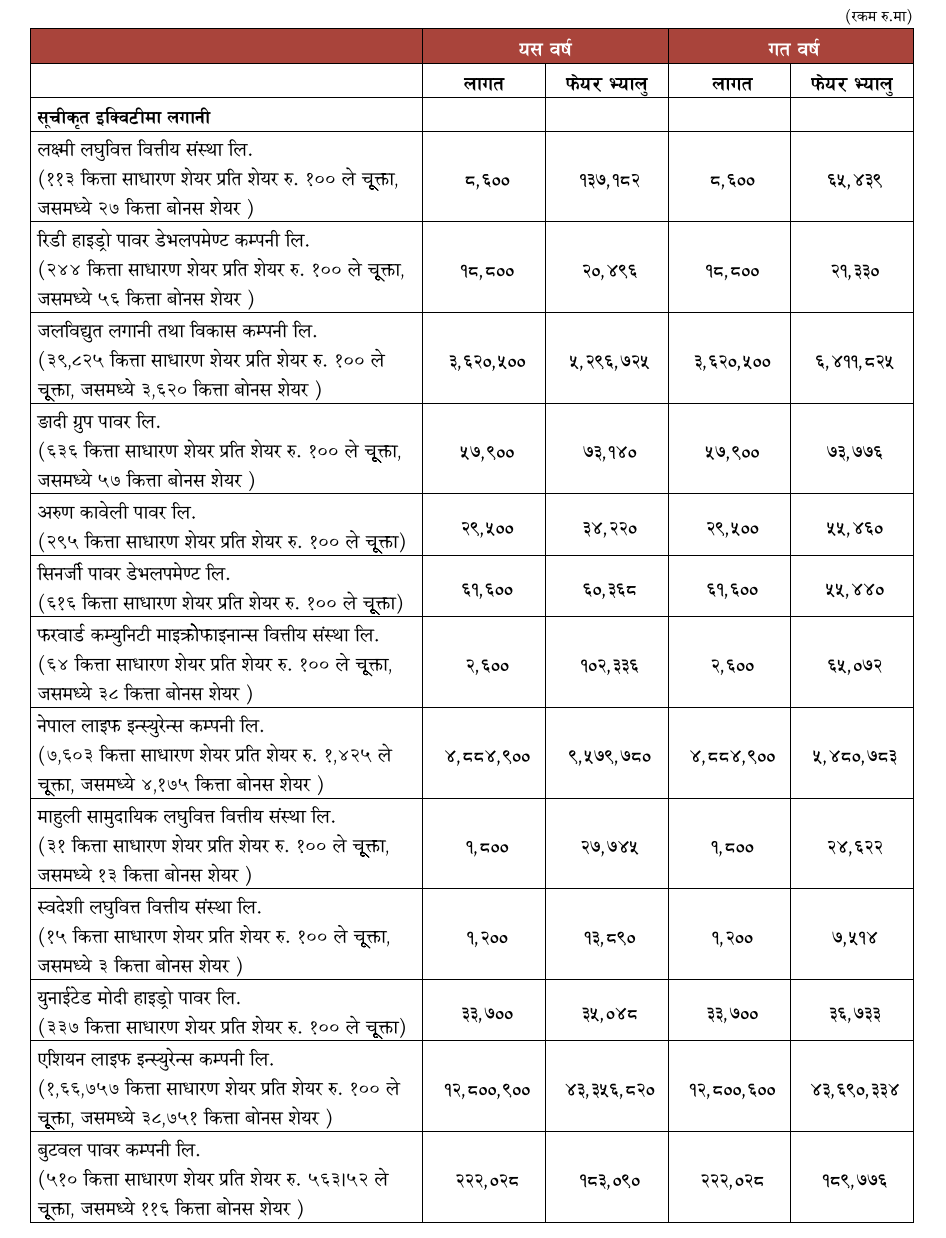 (रकम रु.मा)
यस वर्ष गत वर्ष
लागत फेयर भ्यालु लागत फेयर भ्यालु
सूचीकृत इक्विटीमा लगानी
लक्ष्मी लघुवित्त वित्तीय संस्था लि.
(११३ कित्ता साधारण शेयर प्रति शेयर रु. १०० ले चूक्ता,
जसमध्ये २७ कित्ता बोनस शेयर )
८,६०० १३७,१८२ ८,६०० ६५,४३९
रिडी हाइड्रो पावर डेभलपमेण्ट कम्पनी लि.
(२४४ कित्ता साधारण शेयर प्रति शेयर रु. १०० ले चूक्ता,
जसमध्ये ५६ कित्ता बोनस शेयर )
१८,८०० २०,४९६ १८,८०० २१,३३०
जलविद्युत लगानी तथा विकास कम्पनी लि.
(३९,८२५ कित्ता साधारण शेयर प्रति शेयर रु. १०० ले
चूक्ता, जसमध्ये ३,६२० कित्ता बोनस शेयर )
३,६२०,५०० ५,२९६,७२५ ३,६२०,५०० ६,४११,८२५
ङादी ग्रुप पावर लि.
(६३६ कित्ता साधारण शेयर प्रति शेयर रु. १०० ले चूक्ता,
जसमध्ये ५७ कित्ता बोनस शेयर )
५७,९०० ७३,१४० ५७,९०० ७३,७७६
अरुण कावेली पावर लि.
(२९५ कित्ता साधारण शेयर प्रति शेयर रु. १०० ले चूक्ता)
२९,५०० ३४,२२० २९,५०० ५५,४६०
सिनर्जी पावर डेभलपमेण्ट लि.
(६१६ कित्ता साधारण शेयर प्रति शेयर रु. १०० ले चूक्ता)
६१,६०० ६०,३६८ ६१,६०० ५५,४४०
फरवार्ड कम्युनिटी माइक्रोफाइनान्स वित्तीय संस्था लि.
(६४ कित्ता साधारण शेयर प्रति शेयर रु. १०० ले चूक्ता,
जसमध्ये ३८ कित्ता बोनस शेयर )
२,६०० १०२,३३६ २,६०० ६५,०७२
नेपाल लाइफ इन्स्युरेन्स कम्पनी लि.
(७,६०३ कित्ता साधारण शेयर प्रति शेयर रु. १,४२५ ले
चूक्ता, जसमध्ये ४,१७५ कित्ता बोनस शेयर )
४,८८४,९०० ९,५७९,७८० ४,८८४,९०० ५,४८०,७८३
माहुली सामुदायिक लघुवित्त वित्तीय संस्था लि.
(३१ कित्ता साधारण शेयर प्रति शेयर रु. १०० ले चूक्ता,
जसमध्ये १३ कित्ता बोनस शेयर )
१,८०० २७,७४५ १,८०० २४,६२२
स्वदेशी लघुवित्त वित्तीय संस्था लि.
(१५ कित्ता साधारण शेयर प्रति शेयर रु. १०० ले चूक्ता,
जसमध्ये ३ कित्ता बोनस शेयर )
१,२०० १३,८९० १,२०० ७,५१४
युनाईटेड मोदी हाइड्रो पावर लि.
(३३७ कित्ता साधारण शेयर प्रति शेयर रु. १०० ले चूक्ता)
३३,७०० ३५,०४८ ३३,७०० ३६,७३३
एशियन लाइफ इन्स्युरेन्स कम्पनी लि.
(१,६६,७५७ कित्ता साधारण शेयर प्रति शेयर रु. १०० ले
चूक्ता, जसमध्ये ३८,७५१ कित्ता बोनस शेयर )
१२,८००,९०० ४३,३५६,८२० १२,८००,६०० ४३,६९०,३३४
बुटवल पावर कम्पनी लि.
(५१० कित्ता साधारण शेयर प्रति शेयर रु. ५६३।५२ ले
चूक्ता, जसमध्ये ११६ कित्ता बोनस शेयर )
२२२,०२८ १८३,०९० २२२,०२८ १८९,७७६